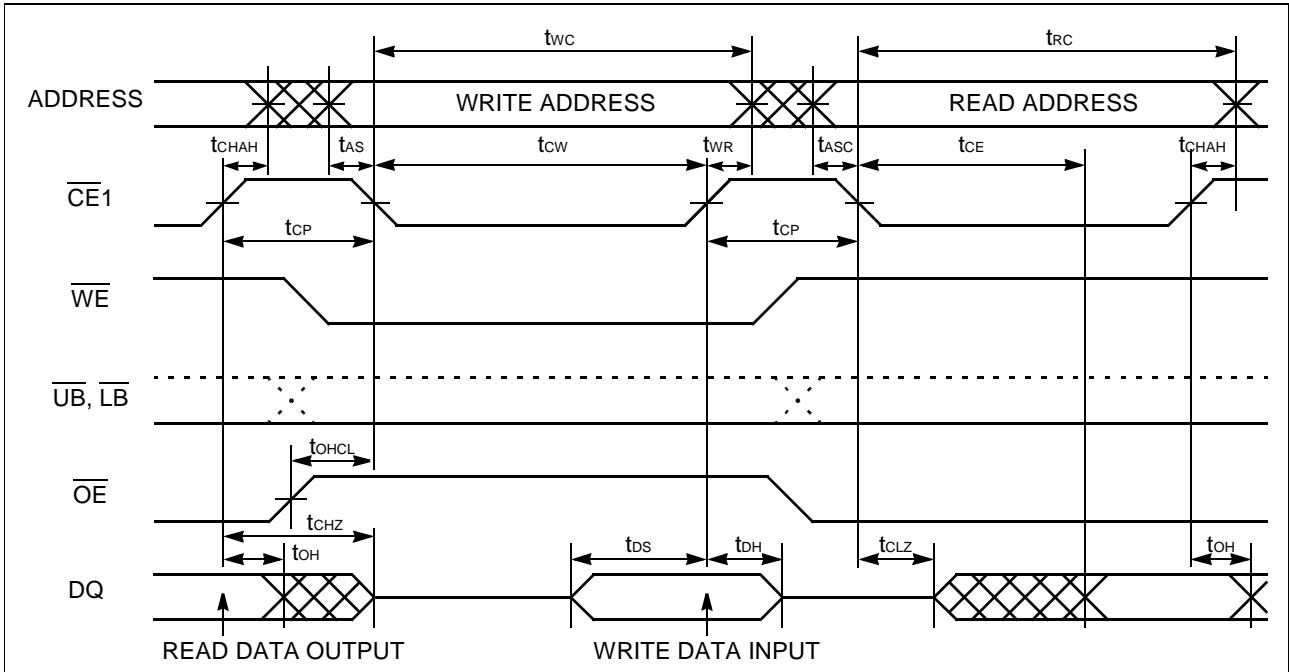 tWC tRC
ADDRESS WRITE ADDRESS READ ADDRESS
tCHAH tAS tCW tWR tASC tCE tCHAH
CE1
tCP tCP
WE
UB, LB
tOHCL
OE
tCHZ
tOH tDS tDH tCLZ tOH
DQ
READ DATA OUTPUT WRITE DATA INPUT